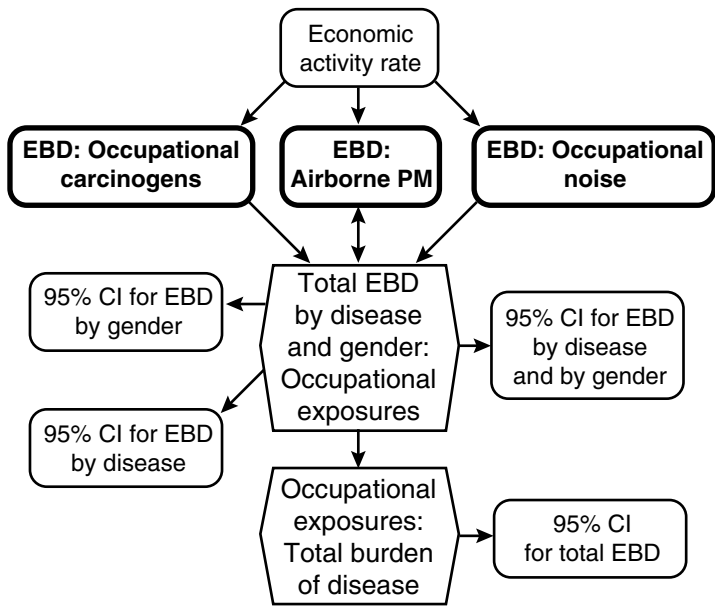 Economic
activity rate
EBD: Occupational
carcinogens
EBD:
Airborne PM
EBD: Occupational
noise
95% CI for EBD
by gender
Total EBD
by disease
and gender:
Occupational
exposures
95% CI for EBD
by disease
and by gender
95% CI for EBD
by disease
Occupational
exposures:
Total burden
of disease
95% CI
for total EBD